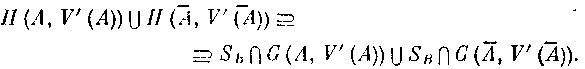 H (A, V′ (A)) ⋃ H (A̅, V′ (A̅)) ⊇
⊇ S_b ⋂ G (A, V′ (A)) ⋃ S_B ⋂ G (A̅, V′ (A̅)).